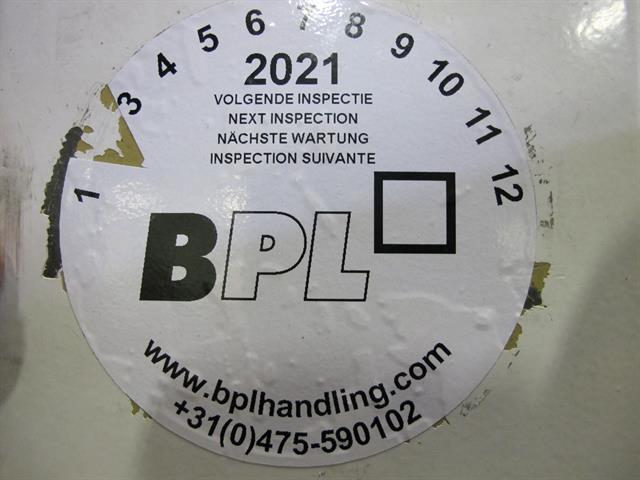 1 3 4 5 6 7 8 9 10 11 12
2021
VOLGENDE INSPECTIE
NEXT INSPECTION
NÄCHSTE WARTUNG
INSPECTION SUIVANTE
BPL
www.bplhandling.com
+31(0)475-590102